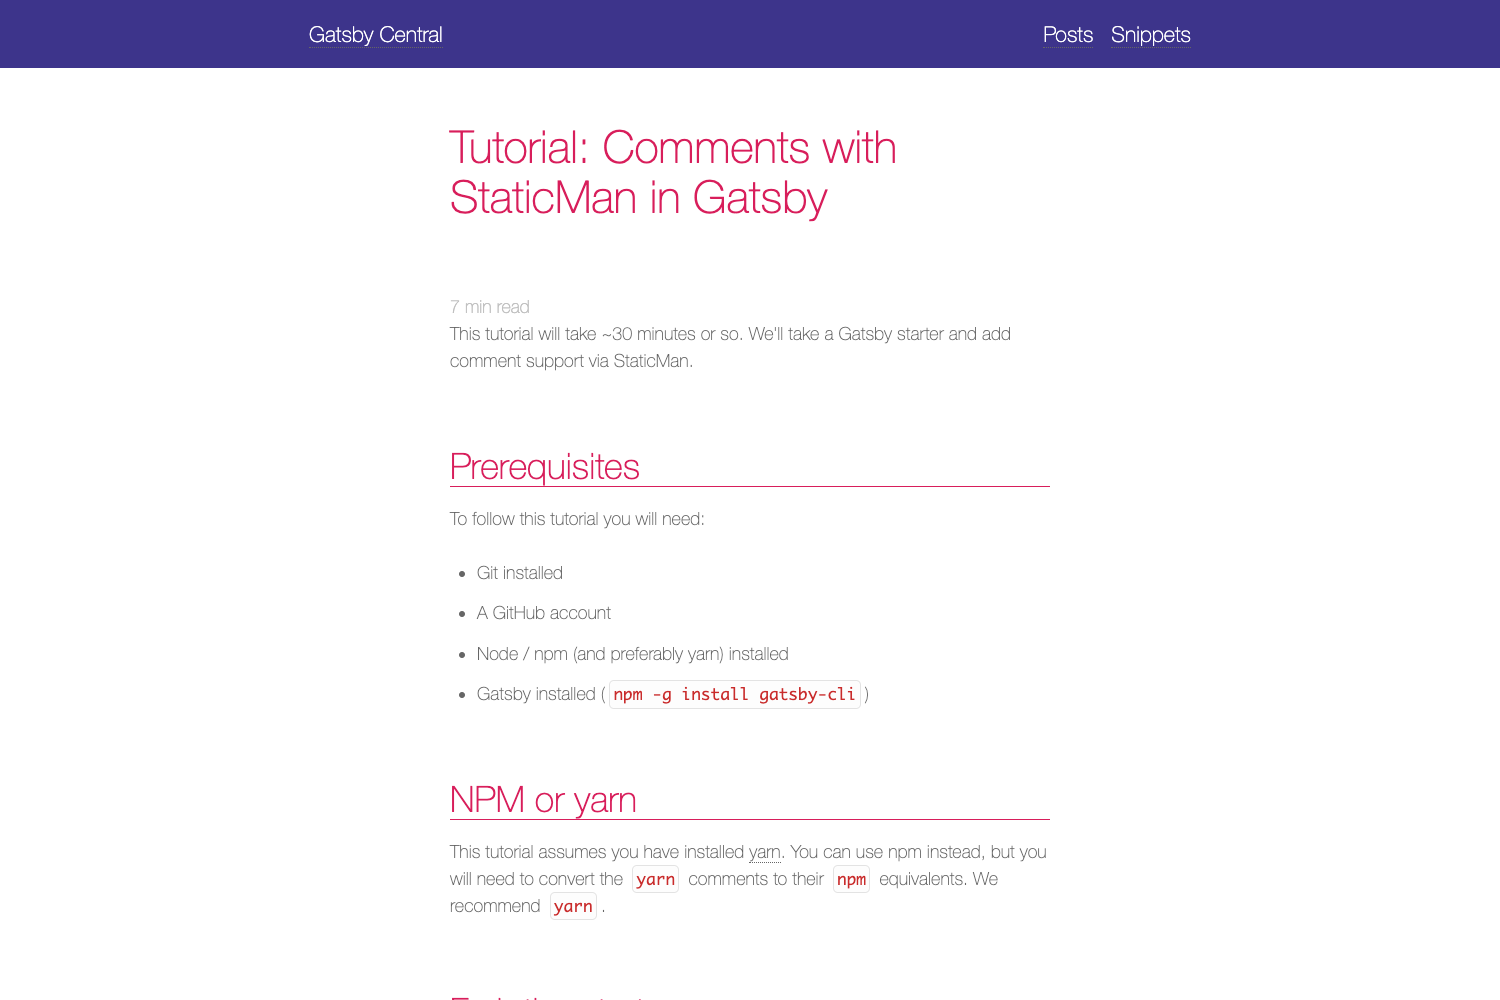 Gatsby Central
Posts Snippets
Tutorial: Comments with
StaticMan in Gatsby
7 min read
This tutorial will take ~30 minutes or so. We'll take a Gatsby starter and add
comment support via StaticMan.
Prerequisites
To follow this tutorial you will need:
Git installed
A GitHub account
Node / npm (and preferably yarn) installed
Gatsby installed ( npm -g install gatsby-cli )
NPM or yarn
This tutorial assumes you have installed yarn. You can use npm instead, but you
will need to convert the yarn comments to their npm equivalents. We
recommend yarn .